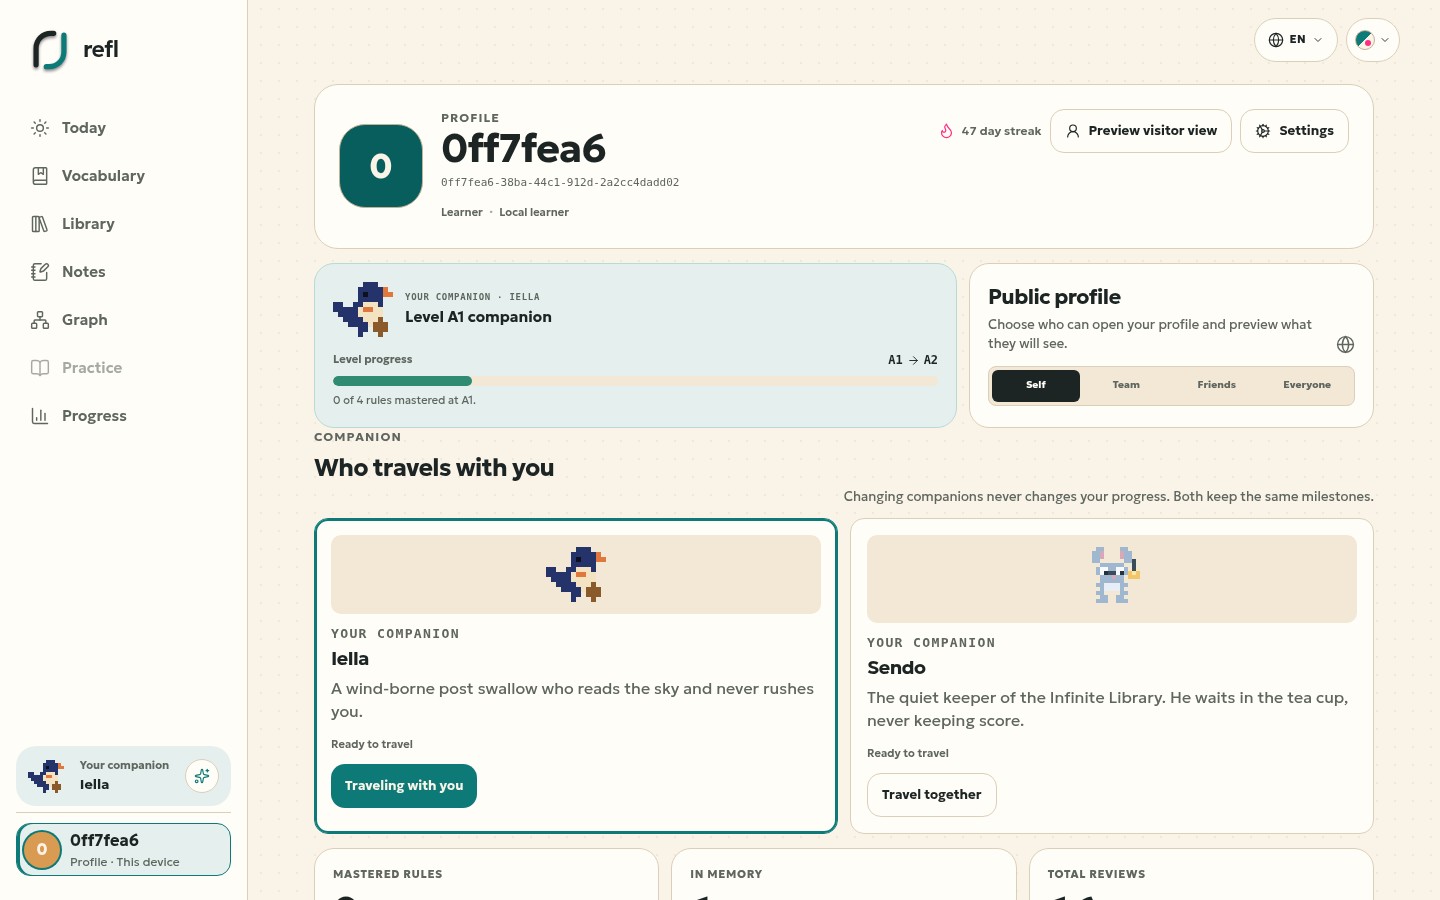 refl
EN
Today
Vocabulary
Library
Notes
Graph
Practice
Progress
Your companion
Iella
0
0ff7fea6
Profile · This device
PROFILE
0
0ff7fea6
0ff7fea6-38ba-44c1-912d-2a2cc4dadd02
Learner · Local learner
47 day streak
Preview visitor view
Settings
YOUR COMPANION · IELLA
Level A1 companion
Level progress
A1 → A2
0 of 4 rules mastered at A1.
Public profile
Choose who can open your profile and preview what
they will see.
Self
Team
Friends
Everyone
COMPANION
Who travels with you
Changing companions never changes your progress. Both keep the same milestones.
YOUR COMPANION
Iella
A wind-borne post swallow who reads the sky and never rushes
you.
Ready to travel
Traveling with you
YOUR COMPANION
Sendo
The quiet keeper of the Infinite Library. He waits in the tea cup,
never keeping score.
Ready to travel
Travel together
MASTERED RULES
IN MEMORY
TOTAL REVIEWS